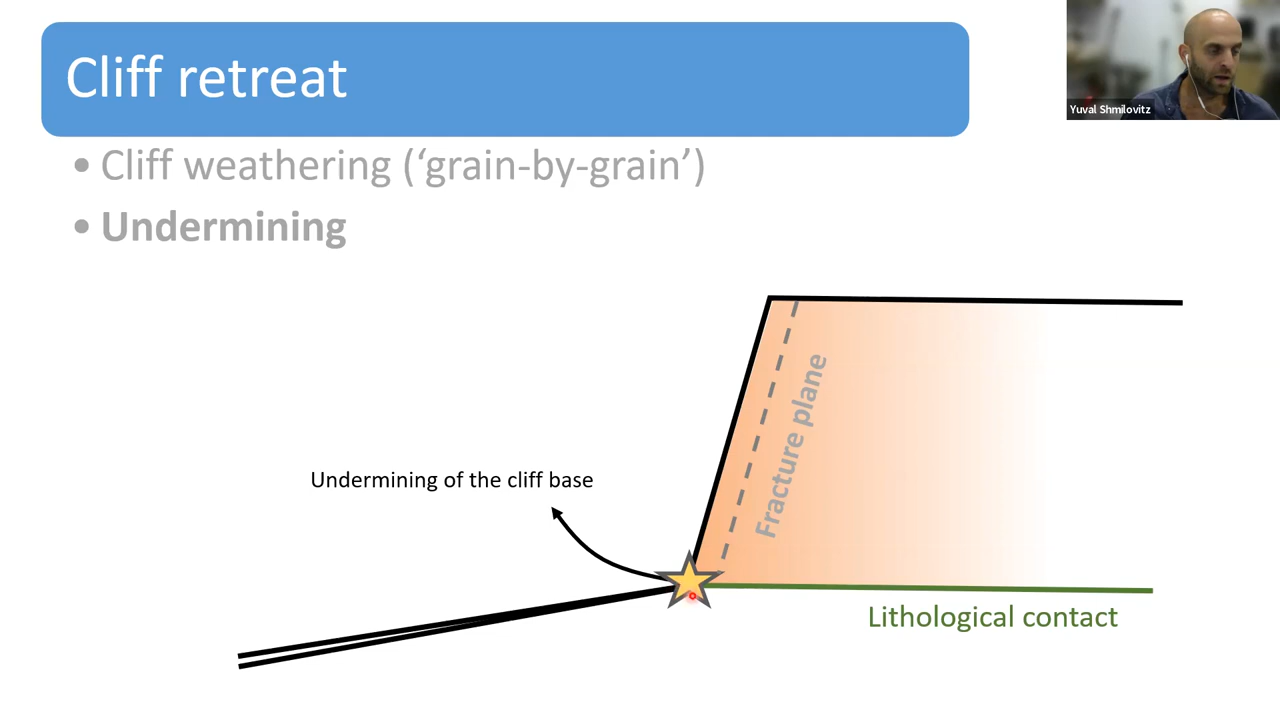 Cliff retreat
Yuval Shmilovitz
• Cliff weathering (‘grain-by-grain’)
• Undermining
Fracture plane
Undermining of the cliff base
Lithological contact